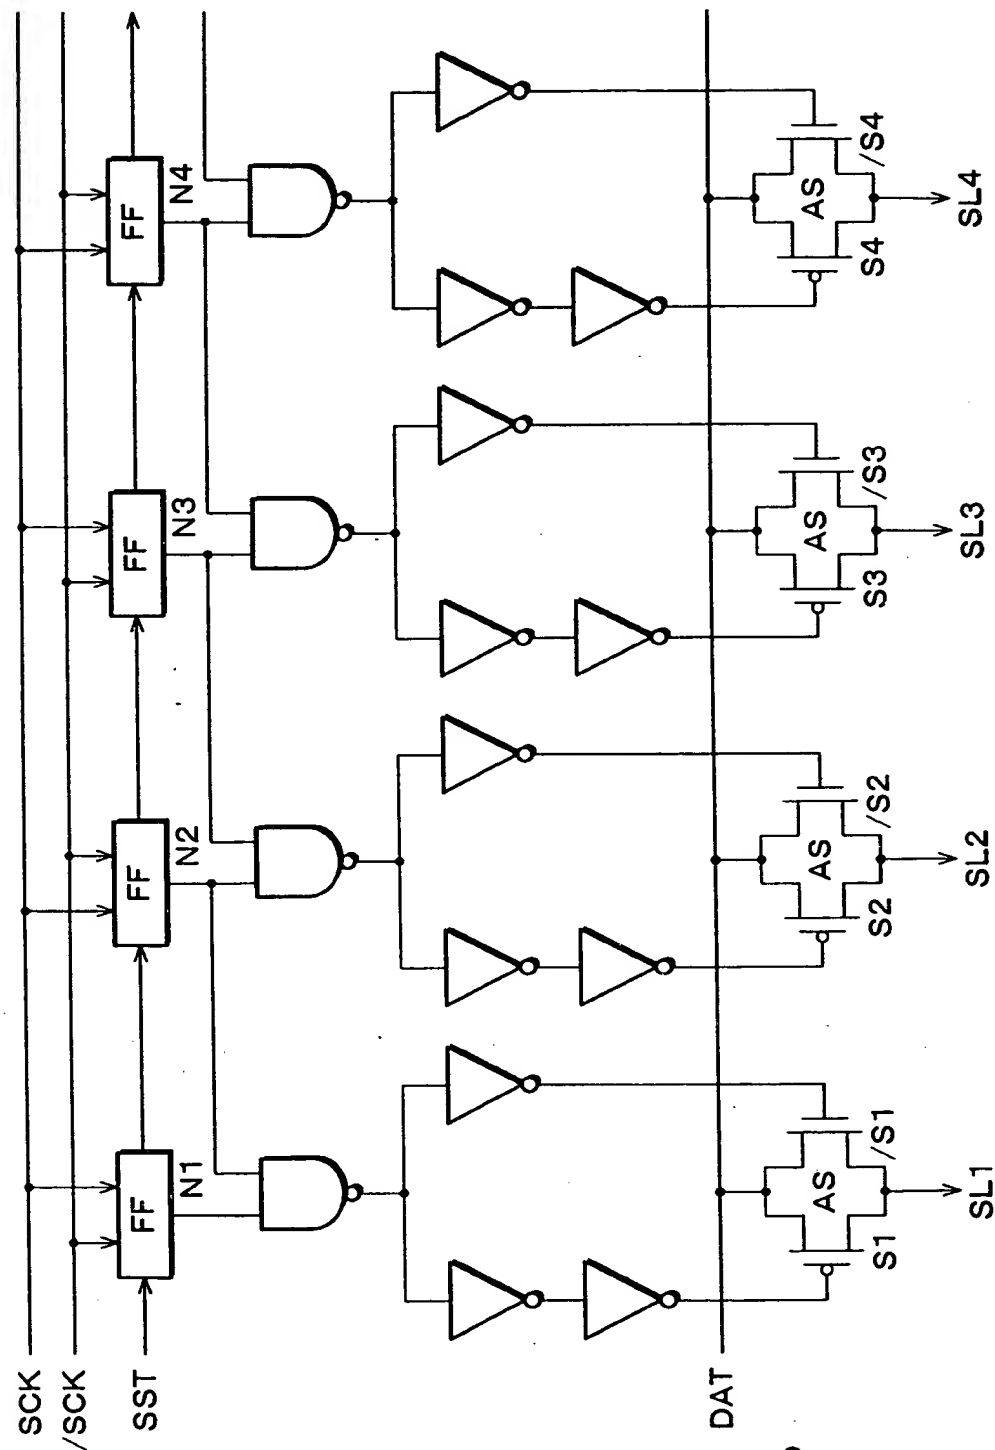 SCK
/SCK
SST
FF
FF
FF
FF
N1
N2
N3
N4
DAT
AS
AS
AS
AS
S1
/S1
S2
/S2
S3
/S3
S4
/S4
SL1
SL2
SL3
SL4